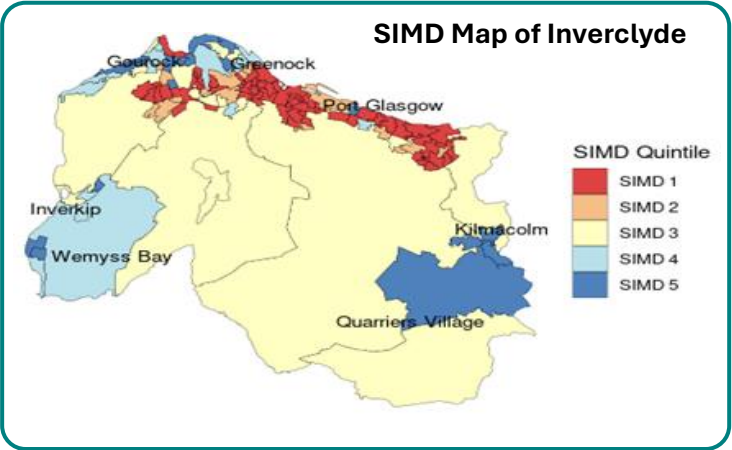 SIMD Map of Inverclyde
Gourock
Greenock
Port Glasgow
SIMD Quintile
SIMD 1
SIMD 2
SIMD 3
SIMD 4
SIMD 5
Inverkip
Kilmacolm
Wemyss Bay
Quarriers Village